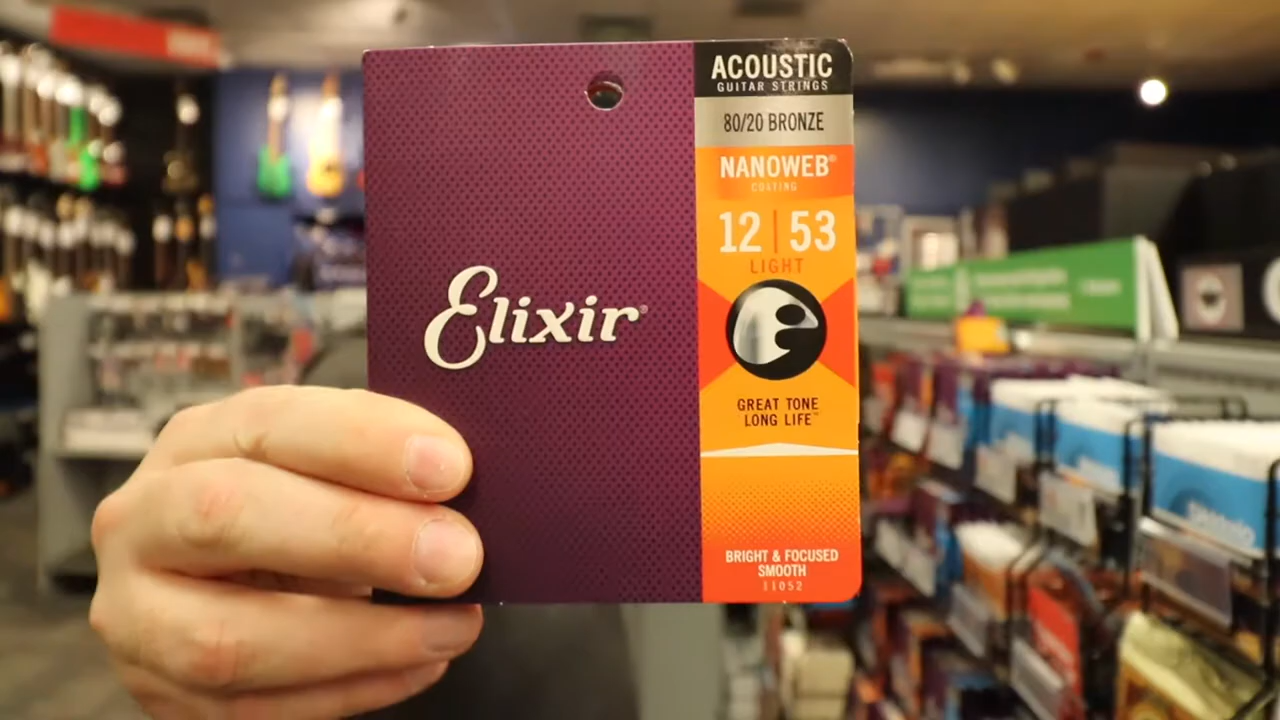 Elixir®
ACOUSTIC
GUITAR STRINGS
80/20 BRONZE
NANOWEB®
COATING
12 | 53
LIGHT
GREAT TONE
LONG LIFE™
BRIGHT & FOCUSED
SMOOTH
11052